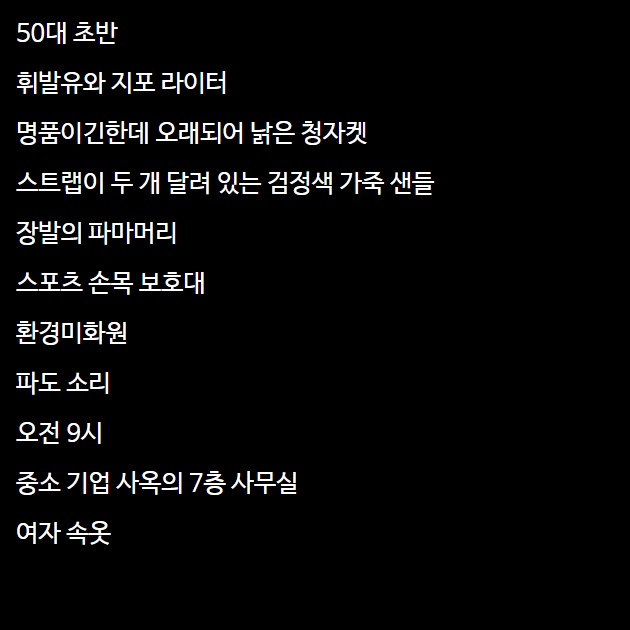 50대 초반
휘발유와 지포 라이터
명품이긴한데 오래되어 낡은 청자켓
스트랩이 두 개 달려 있는 검정색 가죽 샌들
장발의 파마머리
스포츠 손목 보호대
환경미화원
파도 소리
오전 9시
중소 기업 사옥의 7층 사무실
여자 속옷